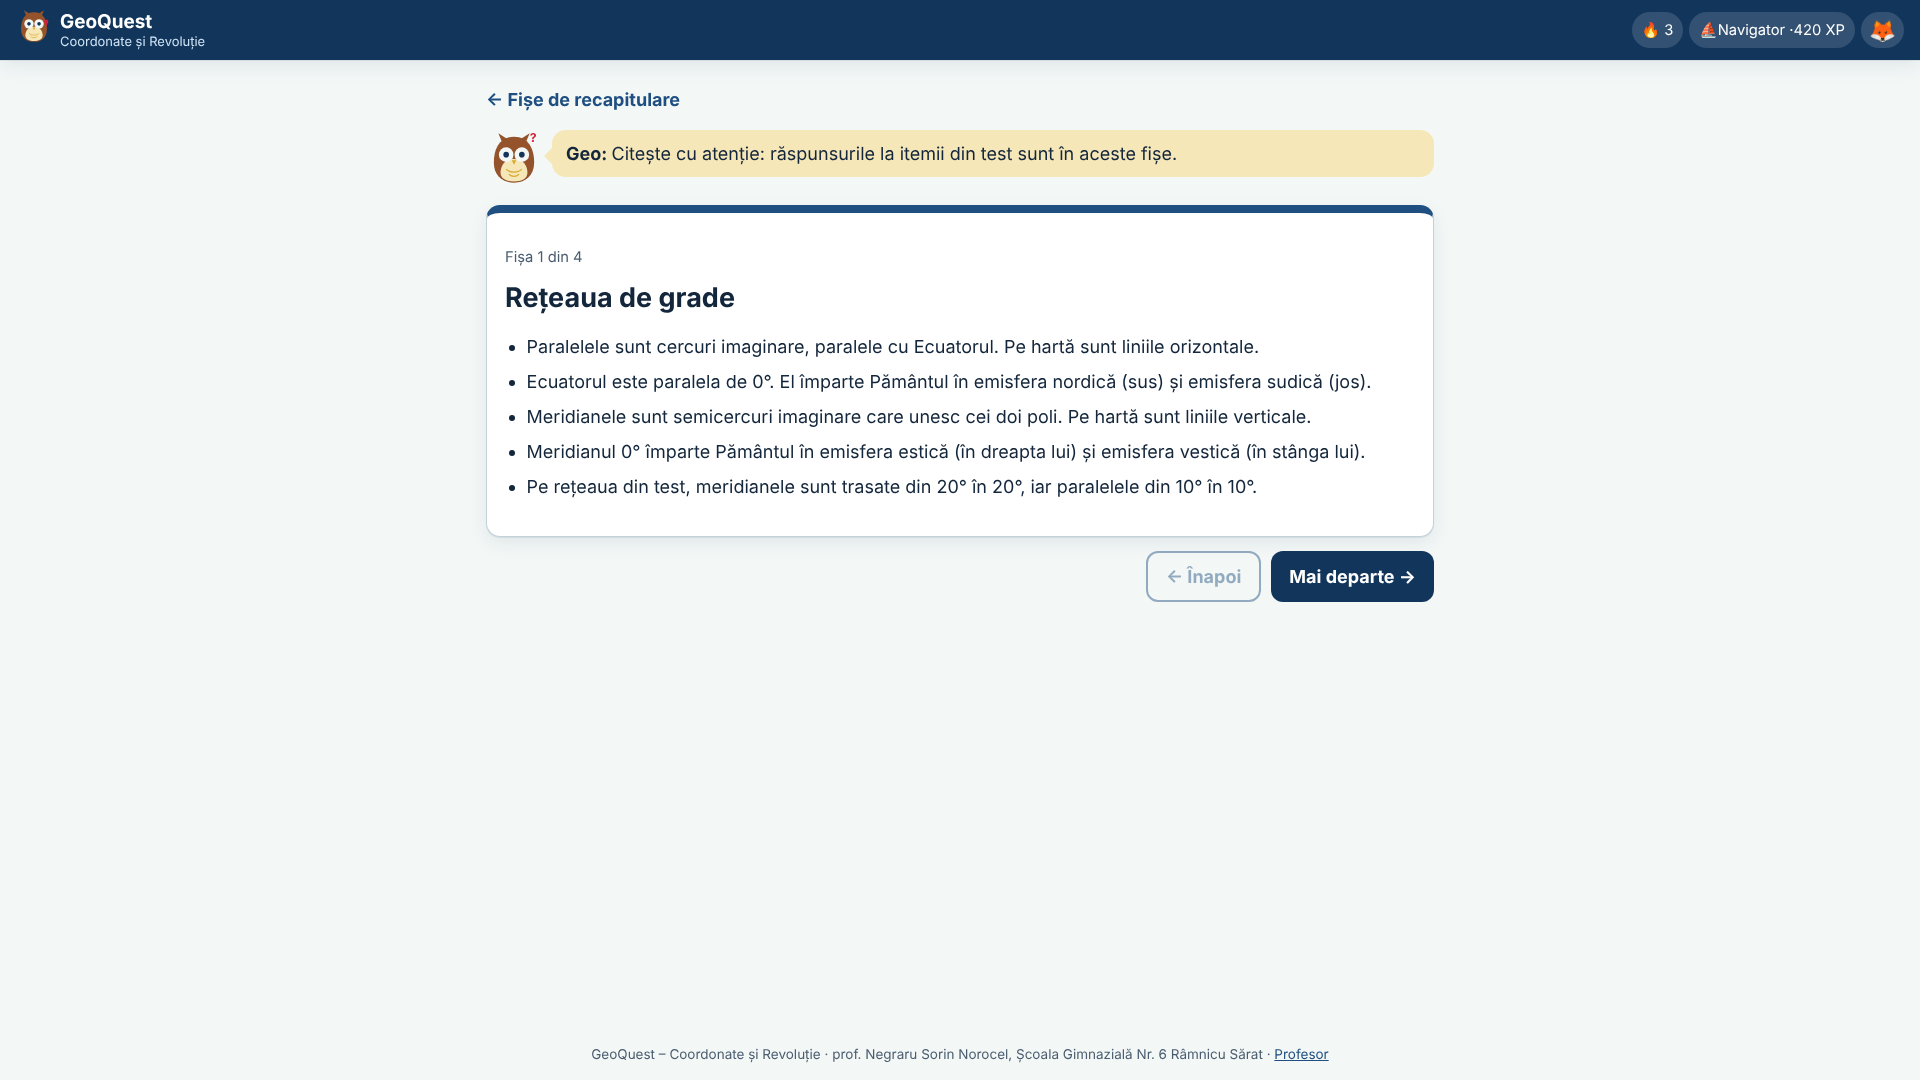 GeoQuest
Coordonate și Revoluție
🔥 3
⛵Navigator ·420 XP
← Fișe de recapitulare
?
Geo: Citește cu atenție: răspunsurile la itemii din test sunt în aceste fișe.
Fișa 1 din 4
Rețeaua de grade
• Paralelele sunt cercuri imaginare, paralele cu Ecuatorul. Pe hartă sunt liniile orizontale.
• Ecuatorul este paralela de 0°. El împarte Pământul în emisfera nordică (sus) și emisfera sudică (jos).
• Meridianele sunt semicercuri imaginare care unesc cei doi poli. Pe hartă sunt liniile verticale.
• Meridianul 0° împarte Pământul în emisfera estică (în dreapta lui) și emisfera vestică (în stânga lui).
• Pe rețeaua din test, meridianele sunt trasate din 20° în 20°, iar paralelele din 10° în 10°.
← Înapoi
Mai departe →
GeoQuest – Coordonate și Revoluție · prof. Negraru Sorin Norocel, Școala Gimnazială Nr. 6 Râmnicu Sărat · Profesor